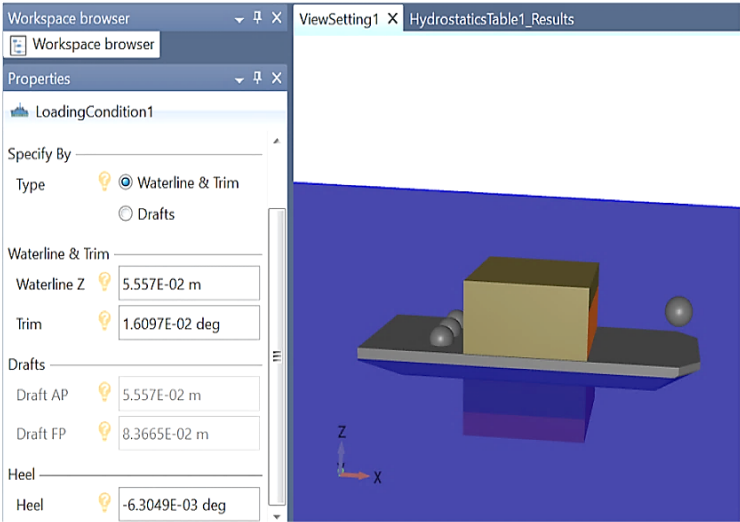 Workspace browser
Workspace browser
Properties
LoadingCondition1
Specify By
Type Waterline & Trim
Drafts
Waterline & Trim
Waterline Z 5.557E-02 m
Trim 1.6097E-02 deg
Drafts
Draft AP 5.557E-02 m
Draft FP 8.3665E-02 m
Heel
Heel -6.3049E-03 deg
ViewSetting1 X HydrostaticsTable1_Results
Z
Y
X